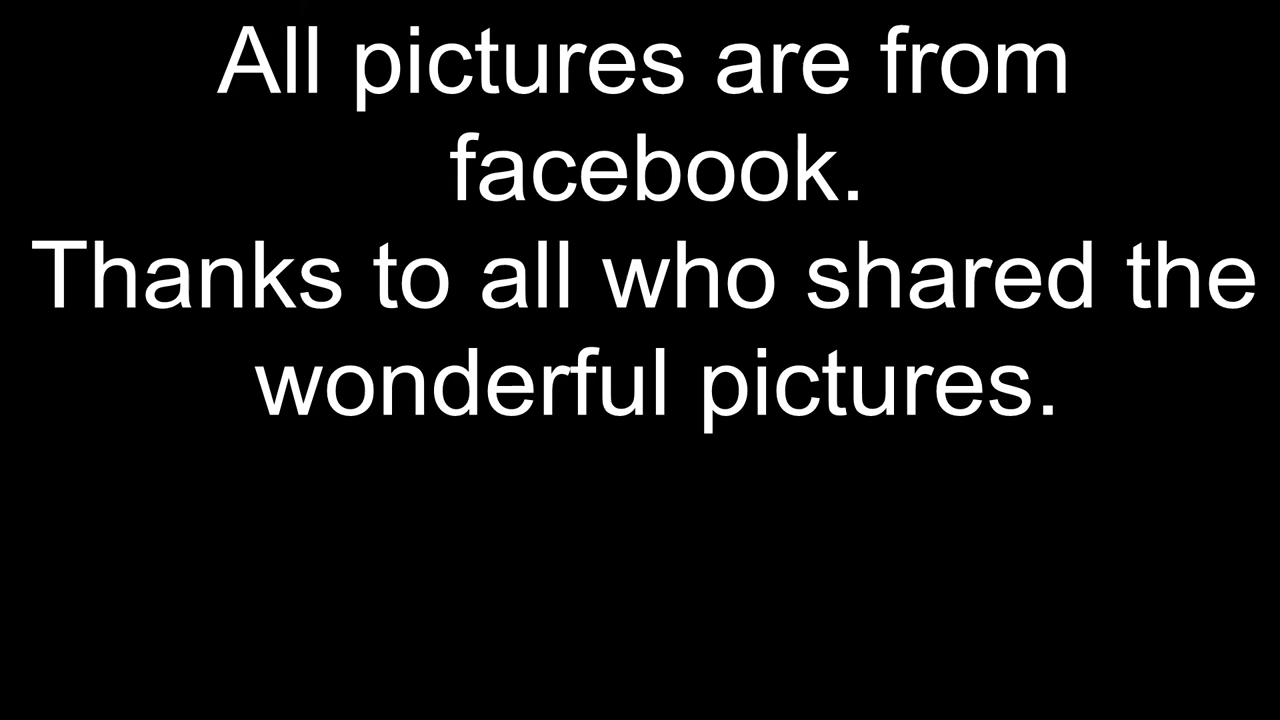 All pictures are from
facebook.
Thanks to all who shared the
wonderful pictures.